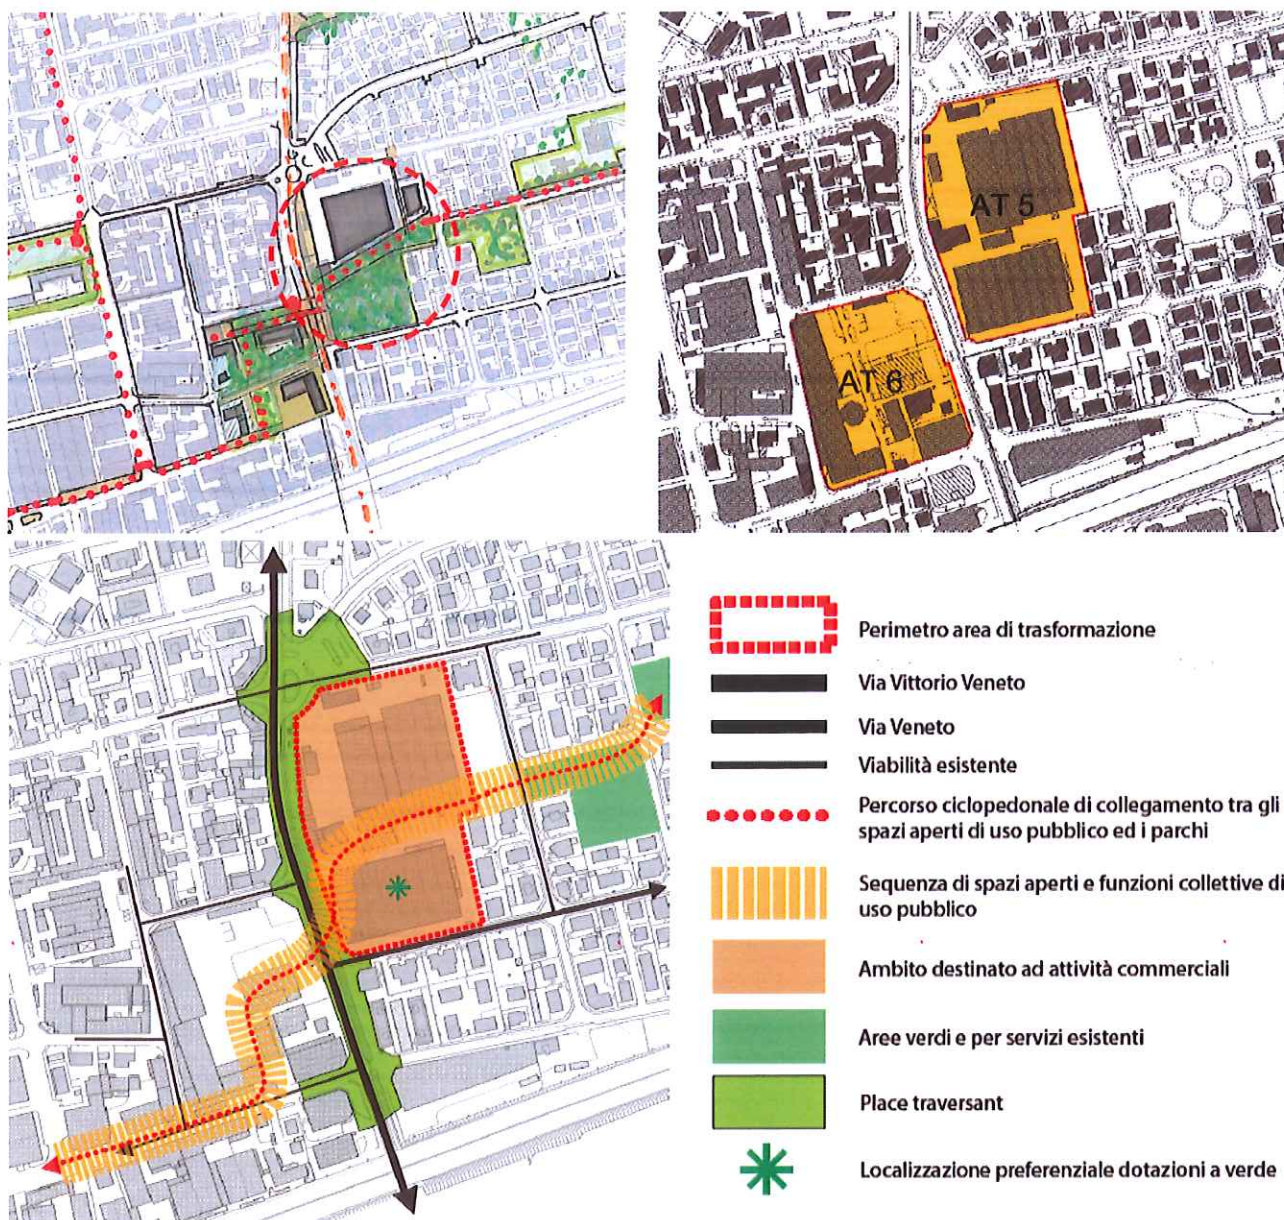 AT 5
AT 6
Perimetro area di trasformazione
Via Vittorio Veneto
Via Veneto
Viabilità esistente
Percorso ciclopedonale di collegamento tra gli
spazi aperti di uso pubblico ed i parchi
Sequenza di spazi aperti e funzioni collettive di
uso pubblico
Ambito destinato ad attività commerciali
Aree verdi e per servizi esistenti
Place traversant
Localizzazione preferenziale dotazioni a verde